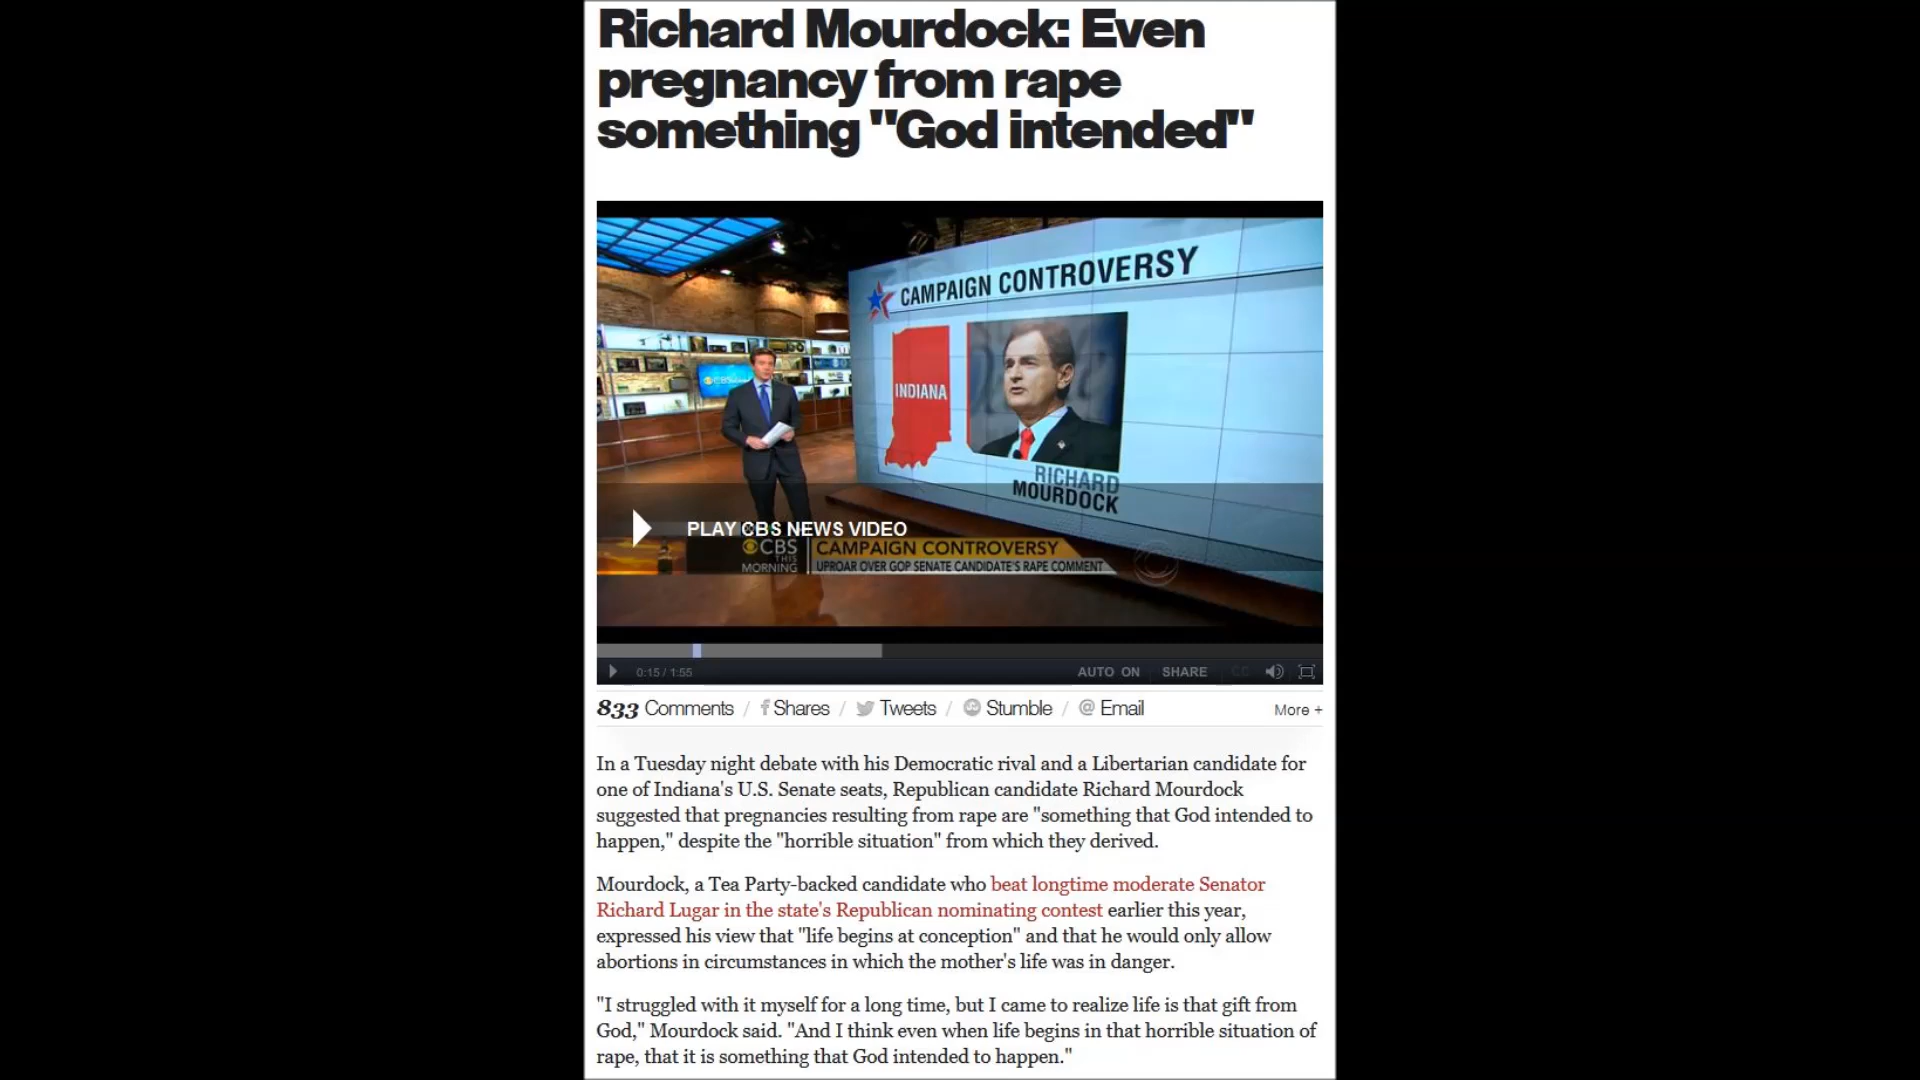 Richard Mourdock: Even
pregnancy from rape
something "God intended"
CAMPAIGN CONTROVERSY
INDIANA
CBS
RICHARD
MOURDOCK
PLAY CBS NEWS VIDEO
CBS
THIS
MORNING
CAMPAIGN CONTROVERSY
UPROAR OVER GOP SENATE CANDIDATE'S RAPE COMMENT
0:15 / 1:55
AUTO ON SHARE CC
833 Comments / f Shares / Tweets / Stumble / @ Email More +
In a Tuesday night debate with his Democratic rival and a Libertarian candidate for
one of Indiana's U.S. Senate seats, Republican candidate Richard Mourdock
suggested that pregnancies resulting from rape are "something that God intended to
happen," despite the "horrible situation" from which they derived.
Mourdock, a Tea Party-backed candidate who beat longtime moderate Senator
Richard Lugar in the state's Republican nominating contest earlier this year,
expressed his view that "life begins at conception" and that he would only allow
abortions in circumstances in which the mother's life was in danger.
"I struggled with it myself for a long time, but I came to realize life is that gift from
God," Mourdock said. "And I think even when life begins in that horrible situation of
rape, that it is something that God intended to happen."